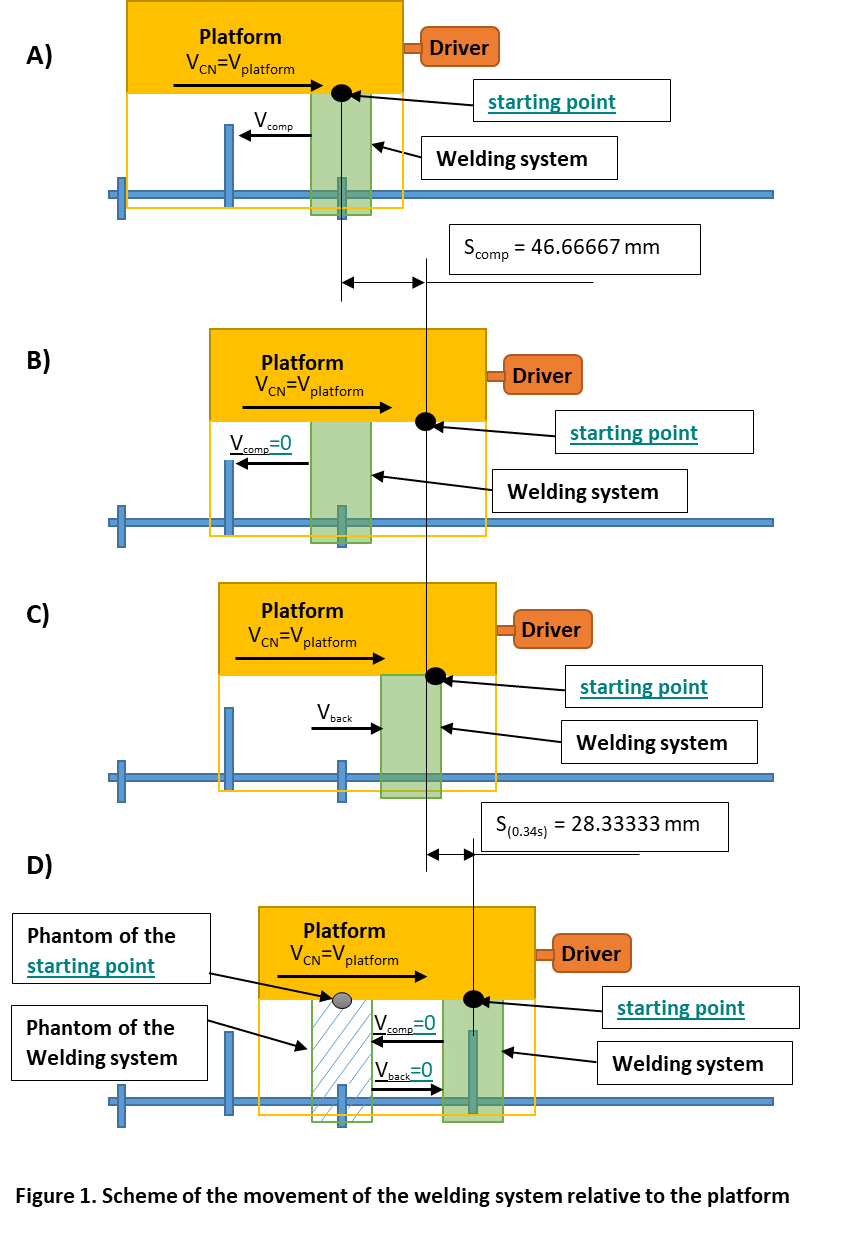 A)
Platform
VCN=Vplatform
Driver
starting point
Vcomp
Welding system
Scomp = 46.66667 mm
B)
Platform
VCN=Vplatform
Driver
starting point
Vcomp=0
Welding system
C)
Platform
VCN=Vplatform
Driver
starting point
Vback
Welding system
S(0.34s) = 28.33333 mm
D)
Platform
VCN=Vplatform
Driver
Phantom of the
starting point
starting point
Phantom of the
Welding system
Vcomp=0
Vback=0
Welding system
Figure 1. Scheme of the movement of the welding system relative to the platform